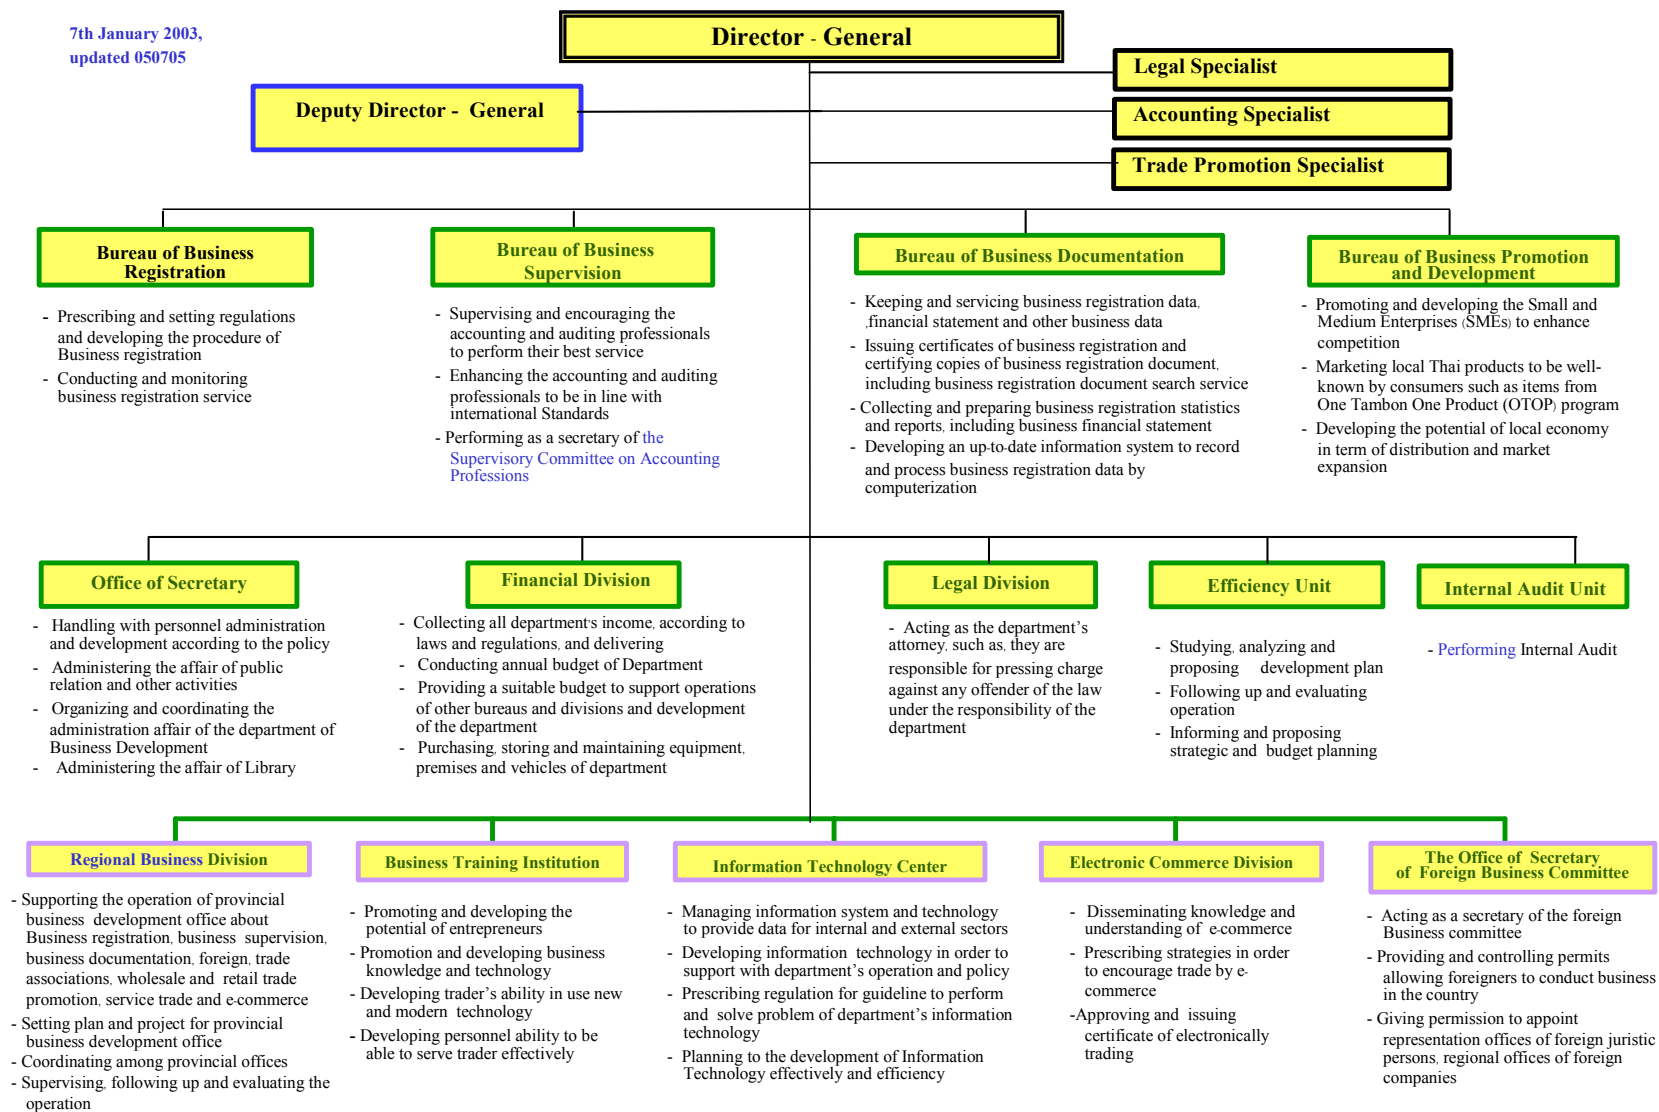 7th January 2003,
updated 050705
Director - General
Legal Specialist
Deputy Director - General
Accounting Specialist
Trade Promotion Specialist
Bureau of Business
Registration
- Prescribing and setting regulations
and developing the procedure of
Business registration
- Conducting and monitoring
business registration service
Bureau of Business
Supervision
- Supervising and encouraging the
accounting and auditing professionals
to perform their best service
- Enhancing the accounting and auditing
professionals to be in line with
international Standards
- Performing as a secretary of the
Supervisory Committee on Accounting
Professions
Bureau of Business Documentation
- Keeping and servicing business registration data,
,financial statement and other business data
- Issuing certificates of business registration and
certifying copies of business registration document,
including business registration document search service
- Collecting and preparing business registration statistics
and reports, including business financial statement
- Developing an up-to-date information system to record
and process business registration data by
computerization
Bureau of Business Promotion
and Development
- Promoting and developing the Small and
Medium Enterprises (SMEs) to enhance
competition
- Marketing local Thai products to be well-
known by consumers such as items from
One Tambon One Product (OTOP) program
- Developing the potential of local economy
in term of distribution and market
expansion
Office of Secretary
- Handling with personnel administration
and development according to the policy
- Administering the affair of public
relation and other activities
- Organizing and coordinating the
administration affair of the department of
Business Development
- Administering the affair of Library
Financial Division
- Collecting all department's income, according to
laws and regulations, and delivering
- Conducting annual budget of Department
- Providing a suitable budget to support operations
of other bureaus and divisions and development
of the department
- Purchasing, storing and maintaining equipment,
premises and vehicles of department
Legal Division
- Acting as the department's
attorney, such as, they are
responsible for pressing charge
against any offender of the law
under the responsibility of the
department
Efficiency Unit
- Studying, analyzing and
proposing development plan
- Following up and evaluating
operation
- Informing and proposing
strategic and budget planning
Internal Audit Unit
- Performing Internal Audit
Regional Business Division
- Supporting the operation of provincial
business development office about
Business registration, business supervision,
business documentation, foreign, trade
associations, wholesale and retail trade
promotion, service trade and e-commerce
- Setting plan and project for provincial
business development office
- Coordinating among provincial offices
- Supervising, following up and evaluating the
operation
Business Training Institution
- Promoting and developing the
potential of entrepreneurs
- Promotion and developing business
knowledge and technology
- Developing trader's ability in use new
and modern technology
- Developing personnel ability to be
able to serve trader effectively
Information Technology Center
- Managing information system and technology
to provide data for internal and external sectors
- Developing information technology in order to
support with department's operation and policy
- Prescribing regulation for guideline to perform
and solve problem of department's information
technology
- Planning to the development of Information
Technology effectively and efficiency
Electronic Commerce Division
- Disseminating knowledge and
understanding of e-commerce
- Prescribing strategies in order
to encourage trade by e-
commerce
-Approving and issuing
certificate of electronically
trading
The Office of Secretary
of Foreign Business Committee
- Acting as a secretary of the foreign
Business committee
- Providing and controlling permits
allowing foreigners to conduct business
in the country
- Giving permission to appoint
representation offices of foreign juristic
persons, regional offices of foreign
companies